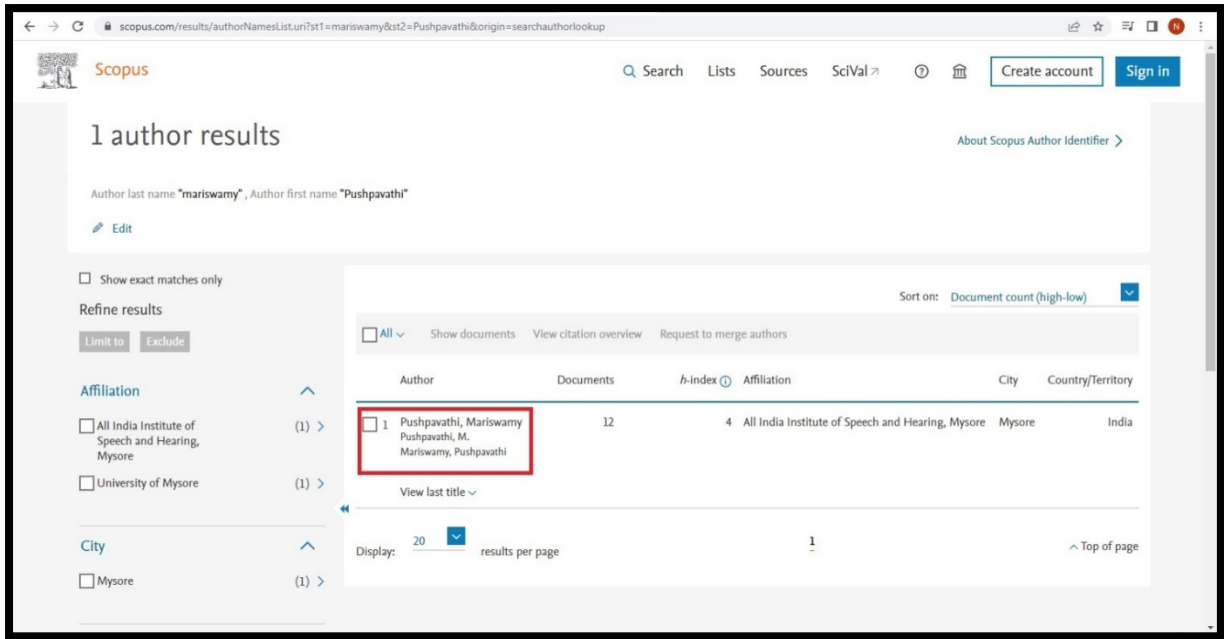 scopus.com/results/authorNamesList.uri?st1=mariswamy&st2=Pushpavathi&origin=searchauthorlookup
N
Scopus
Search Lists Sources SciVal Create account Sign in
1 author results
About Scopus Author Identifier
Author last name "mariswamy" , Author first name "Pushpavathi"
Edit
Show exact matches only
Refine results
Limit to Exclude
Affiliation
All India Institute of (1)
Speech and Hearing,
Mysore
University of Mysore (1)
City
Mysore (1)
Sort on: Document count (high-low)
All Show documents View citation overview Request to merge authors
Author Documents h-index Affiliation City Country/Territory
1 Pushpavathi, Mariswamy 12 4 All India Institute of Speech and Hearing, Mysore Mysore India
Pushpavathi, M.
Mariswamy, Pushpavathi
View last title
Display: 20 results per page 1 Top of page